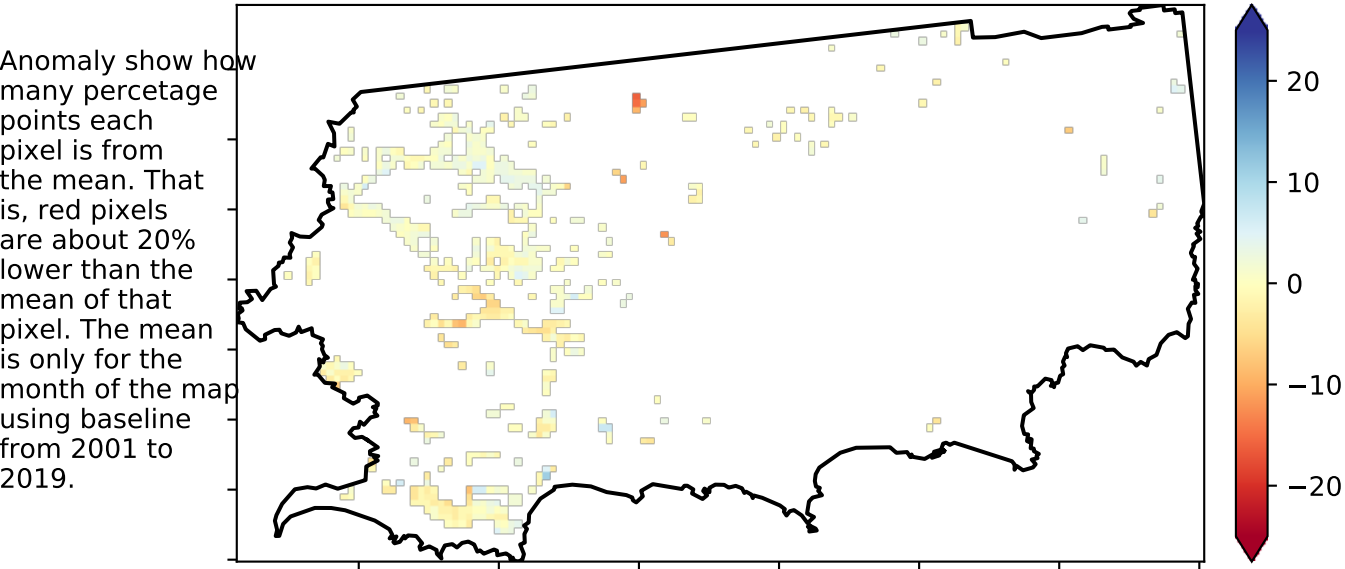 Anomaly show how
many percetage
points each
pixel is from
the mean. That
is, red pixels
are about 20%
lower than the
mean of that
pixel. The mean
is only for the
month of the map
using baseline
from 2001 to
2019.
20
10
0
−10
−20